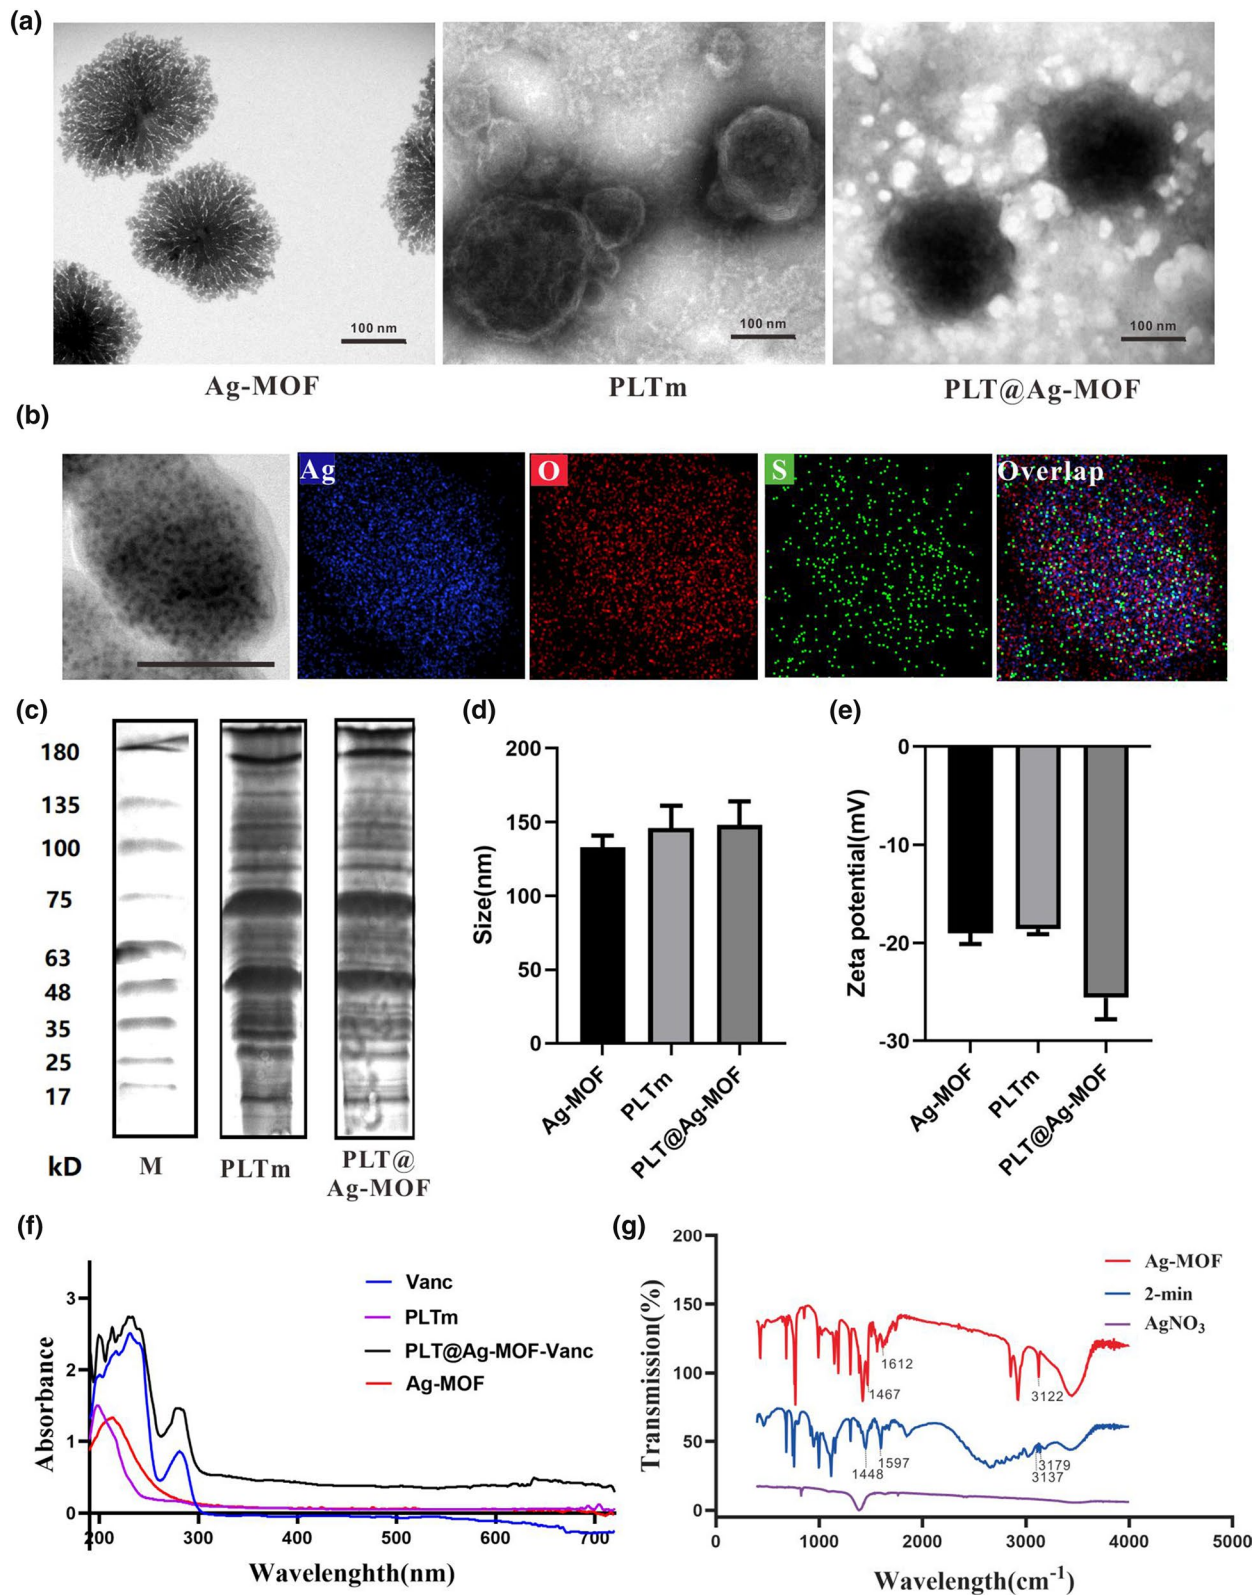 (a)
100 nm
100 nm
100 nm
Ag-MOF
PLTm
PLT@Ag-MOF
(b)
Ag
O
S
Overlap
(c)
180
135
100
75
63
48
35
25
17
kD
M
PLTm
PLT@
Ag-MOF
(d)
Size(nm)
200
150
100
50
0
Ag-MOF
PLTm
PLT@Ag-MOF
(e)
Zeta potential(mV)
0
-10
-20
-30
Ag-MOF
PLTm
PLT@Ag-MOF
(f)
Absorbance
3
2
1
0
Vanc
PLTm
PLT@Ag-MOF-Vanc
Ag-MOF
200 300 400 500 600 700
Wavelenghth(nm)
(g)
Transmission(%)
200
150
100
50
0
Ag-MOF
2-min
AgNO₃
1612
1467
3122
1597
1448
3179
3137
0 1000 2000 3000 4000 5000
Wavelength(cm⁻¹)